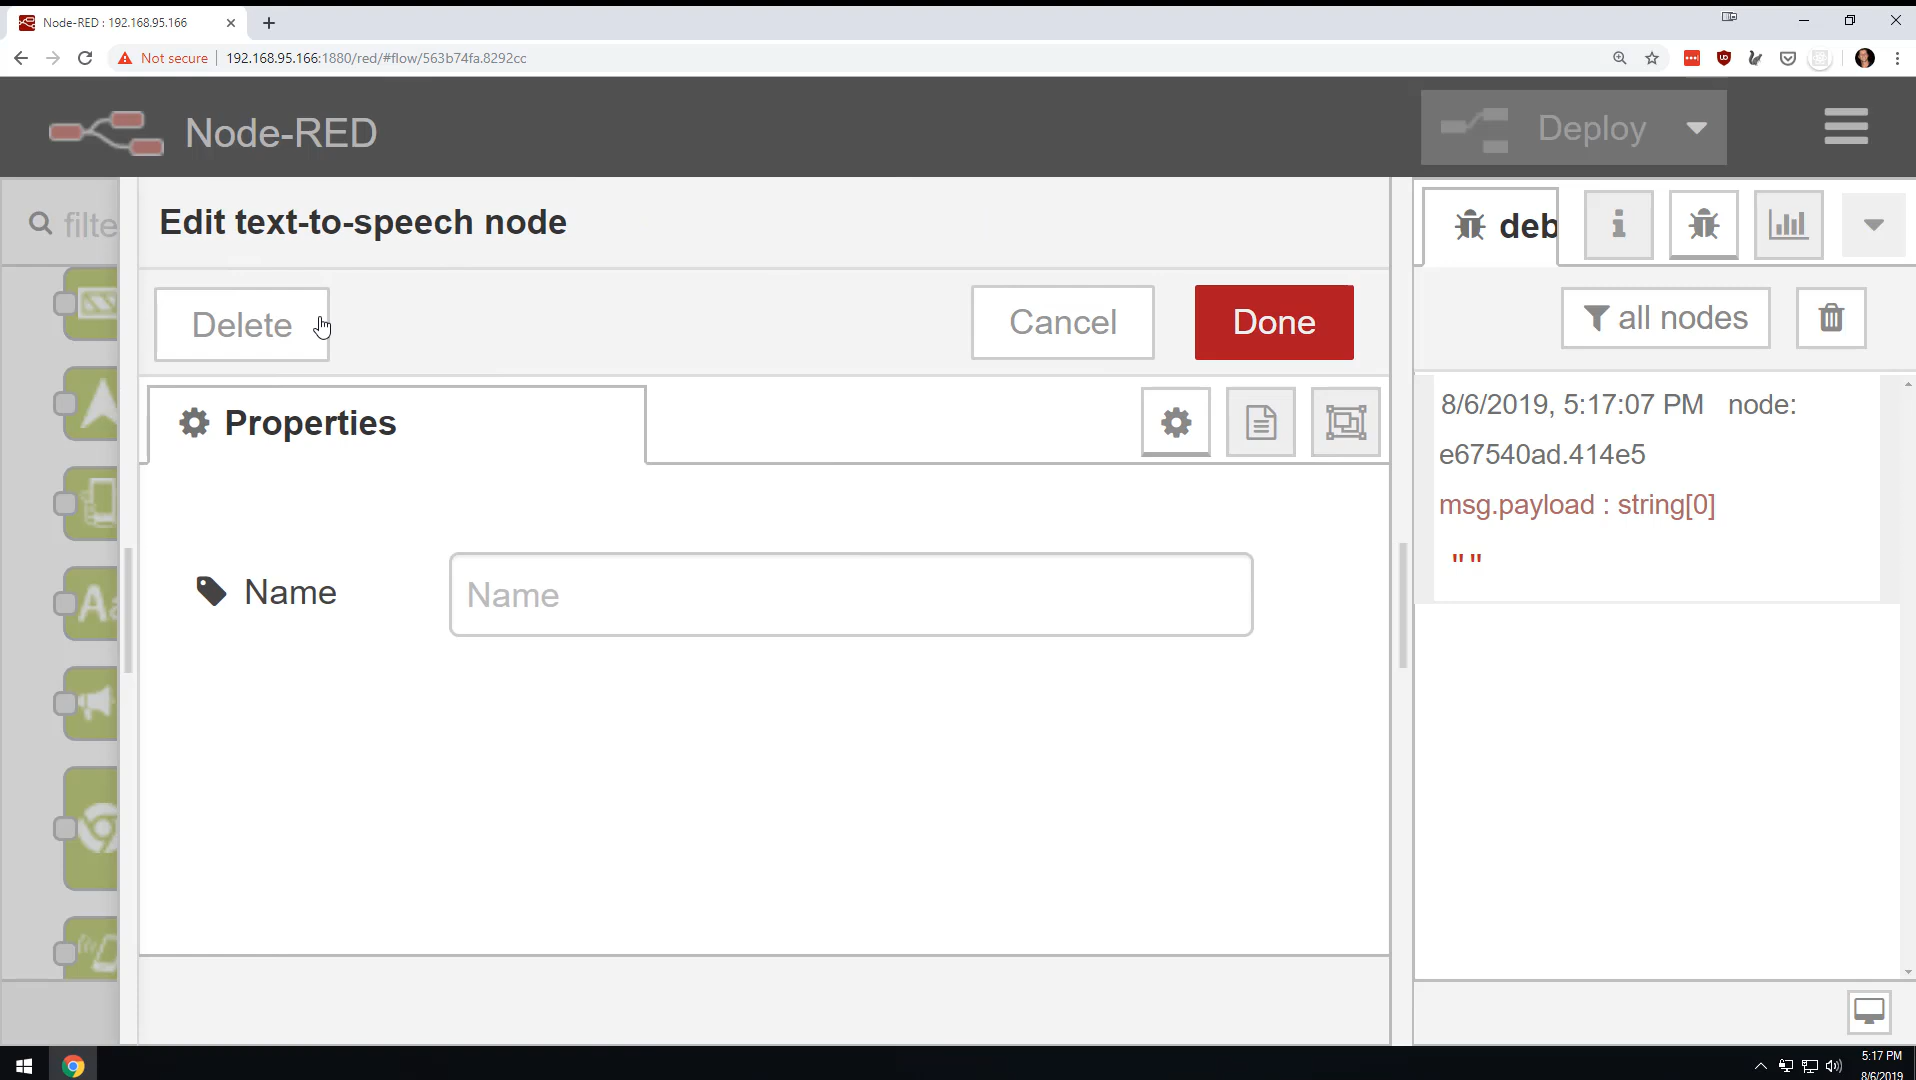 Node-RED : 192.168.95.166
Not secure
192.168.95.166:1880/red/#flow/563b74fa.8292cc
Node-RED
Deploy
filte
Edit text-to-speech node
deb
Delete
Cancel
Done
all nodes
Properties
8/6/2019, 5:17:07 PM node:
e67540ad.414e5
msg.payload : string[0]
""
Name
Name
Aa
5:17 PM
8/6/2019